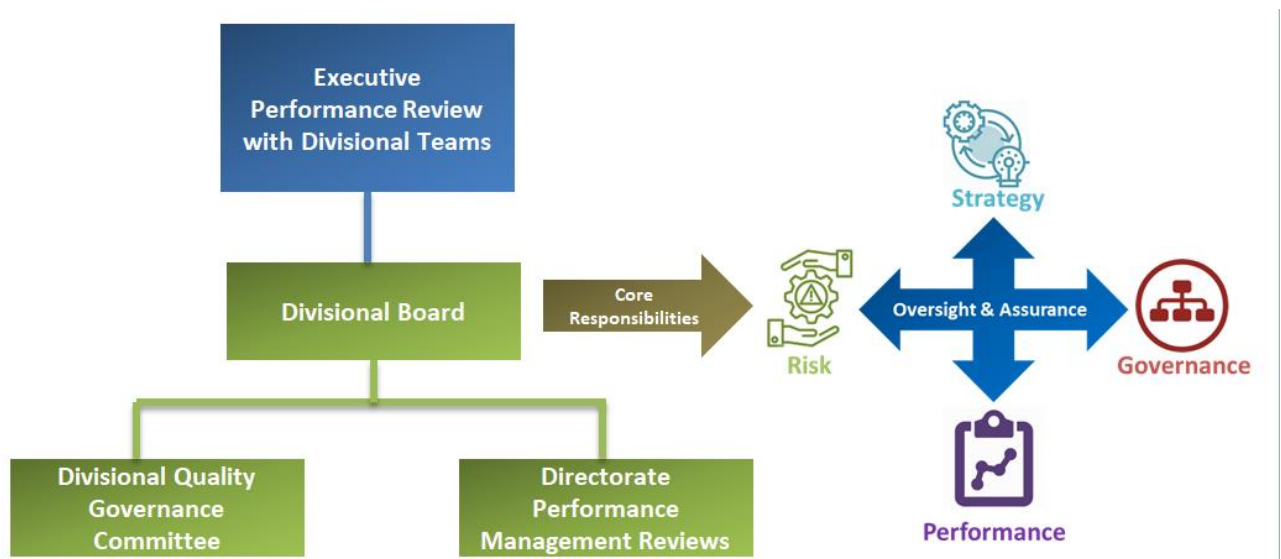 Executive
Performance Review
with Divisional Teams
Divisional Board
Divisional Quality
Governance
Committee
Directorate
Performance
Management Reviews
Core
Responsibilities
Strategy
Risk
Oversight & Assurance
Governance
Performance